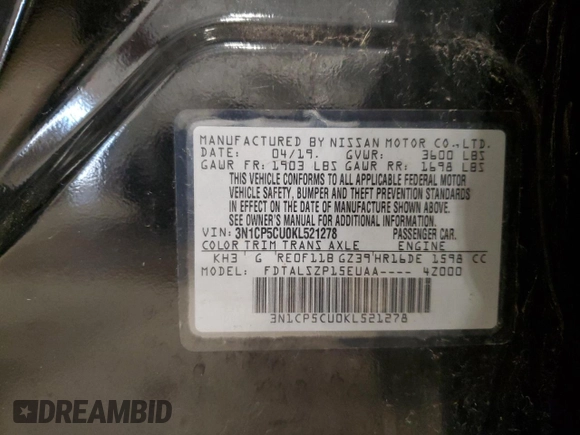 MANUFACTURED BY NISSAN MOTOR CO.,LTD.
DATE: 04/19. GVWR: 3600 LBS
GAWR FR: 1903 LBS GAWR RR: 1698 LBS
THIS VEHICLE CONFORMS TO ALL APPLICABLE FEDERAL MOTOR
VEHICLE SAFETY, BUMPER AND THEFT PREVENTION STANDARDS
IN EFFECT ON THE DATE OF MANUFACTURE SHOWN ABOVE.
SEE OWNER'S MANUAL FOR ADDITIONAL INFORMATION.
VIN: 3N1CP5CU0KL521278 PASSENGER CAR.
COLOR TRIM TRANS AXLE ENGINE
KH3 G RE0F11B GZ39 HR16DE 1598 CC
MODEL: FDTALSZP15EUAA---- 4Z000
3N1CP5CU0KL521278
DREAMBID